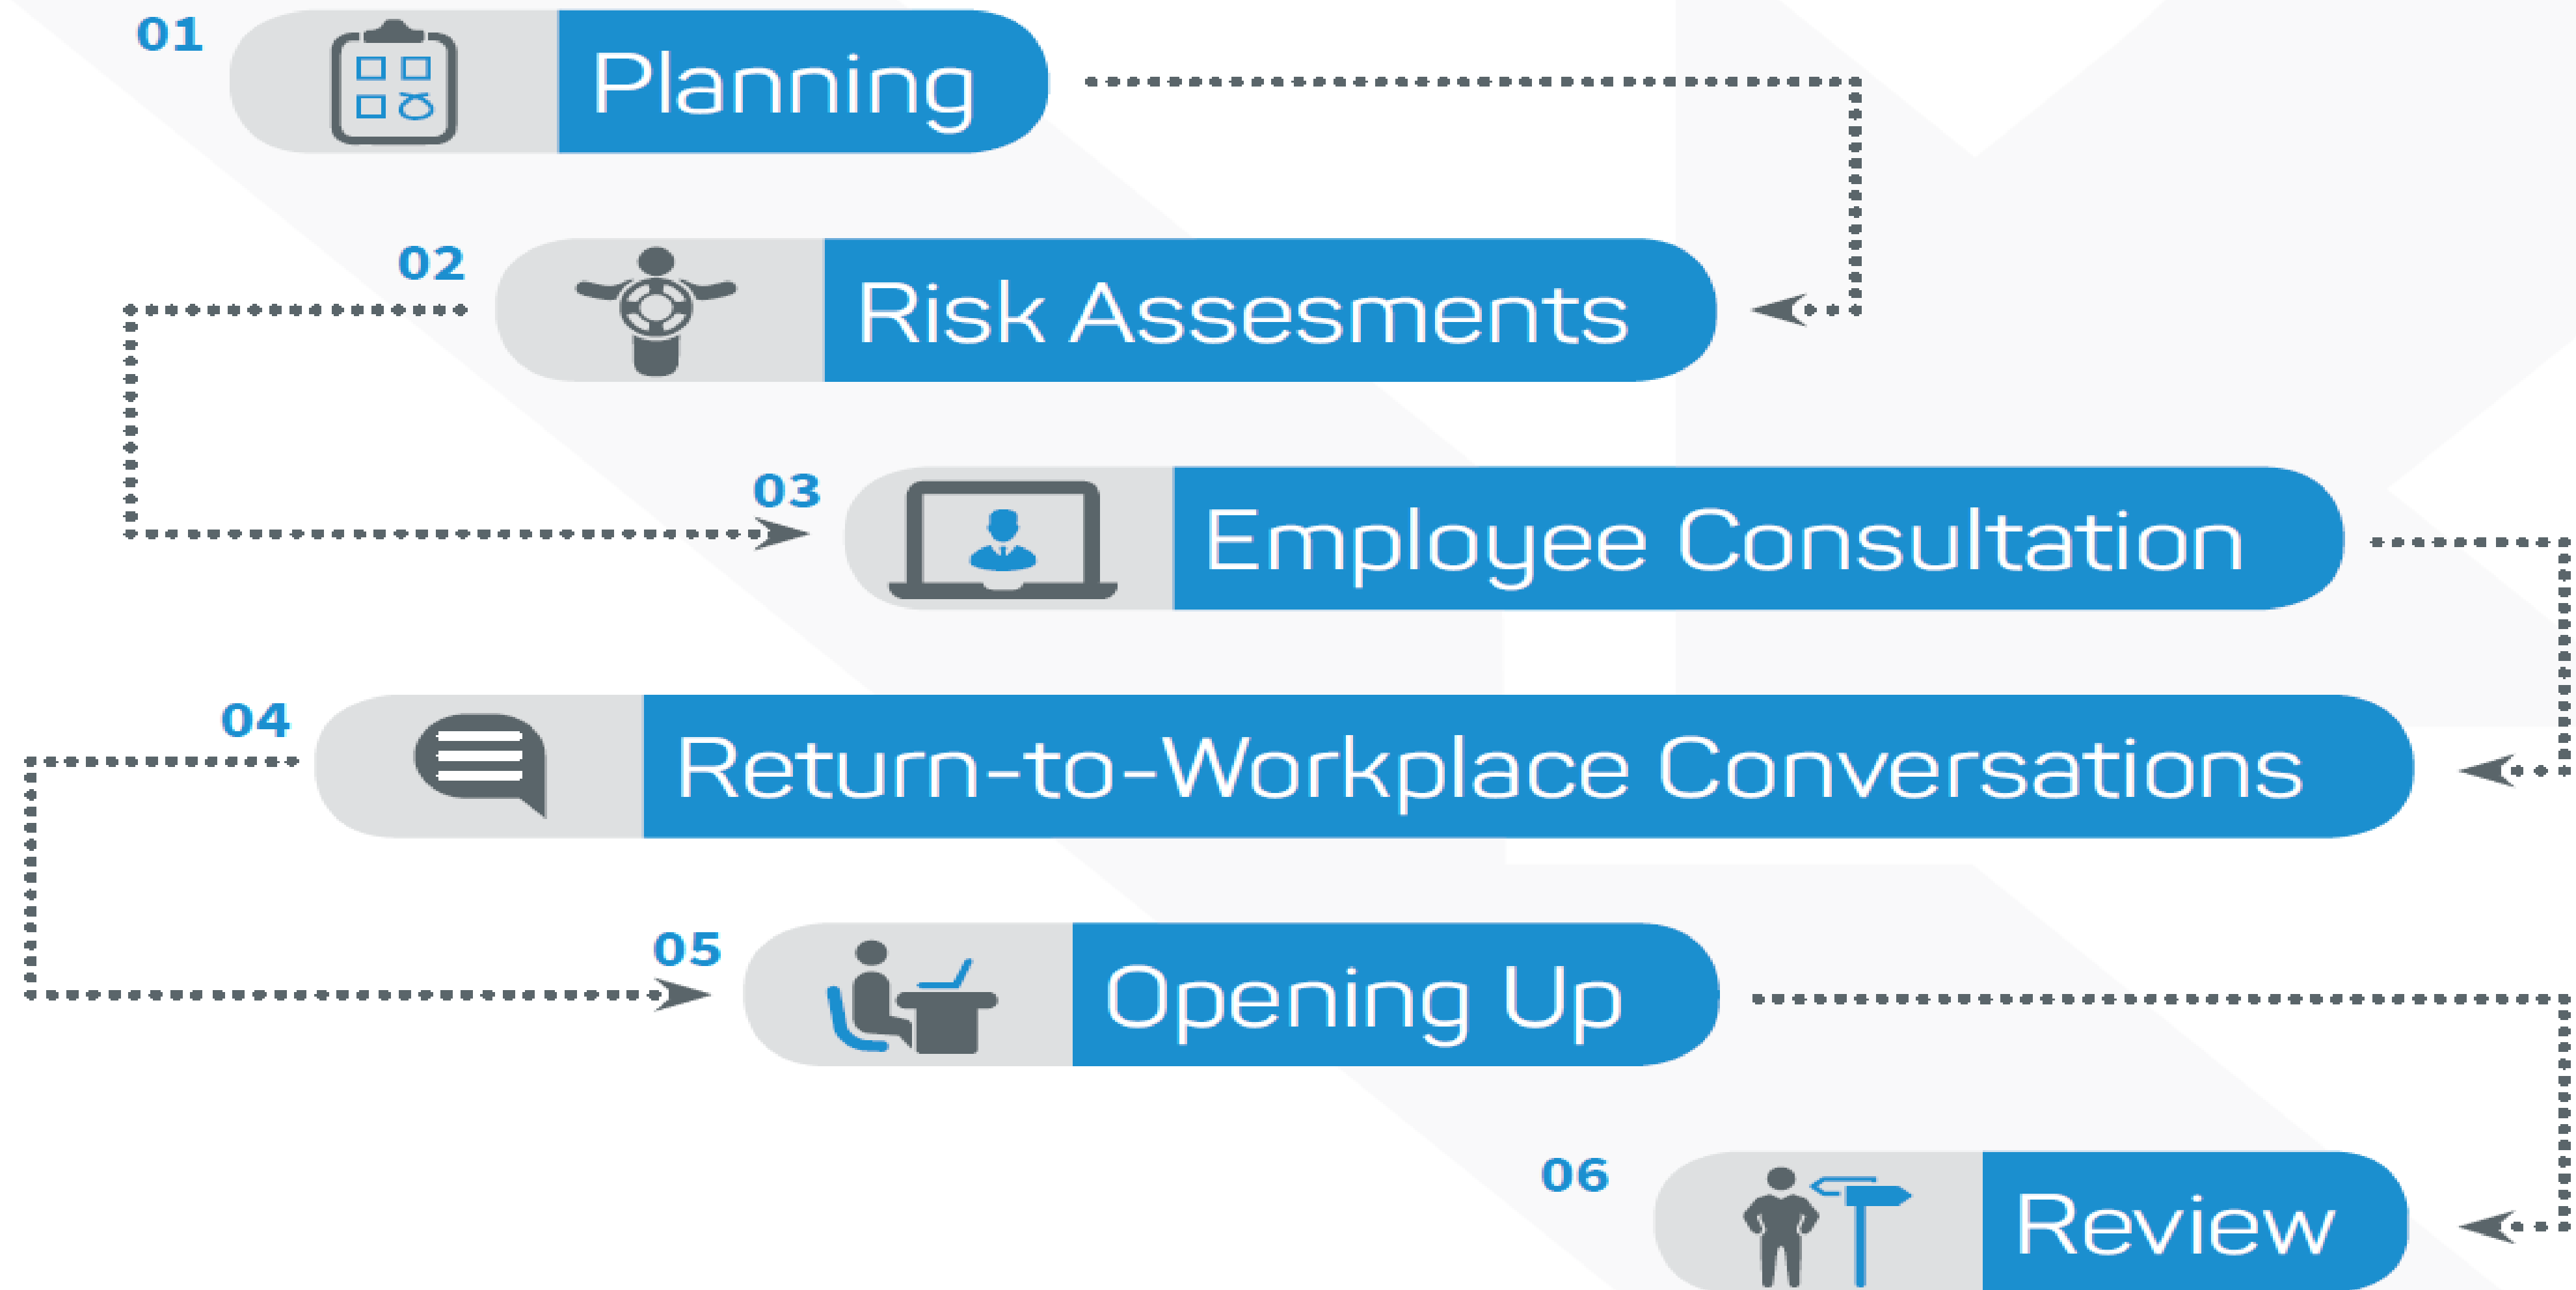 01
Planning
02
Risk Assesments
03
Employee Consultation
04
Return-to-Workplace Conversations
05
Opening Up
06
Review